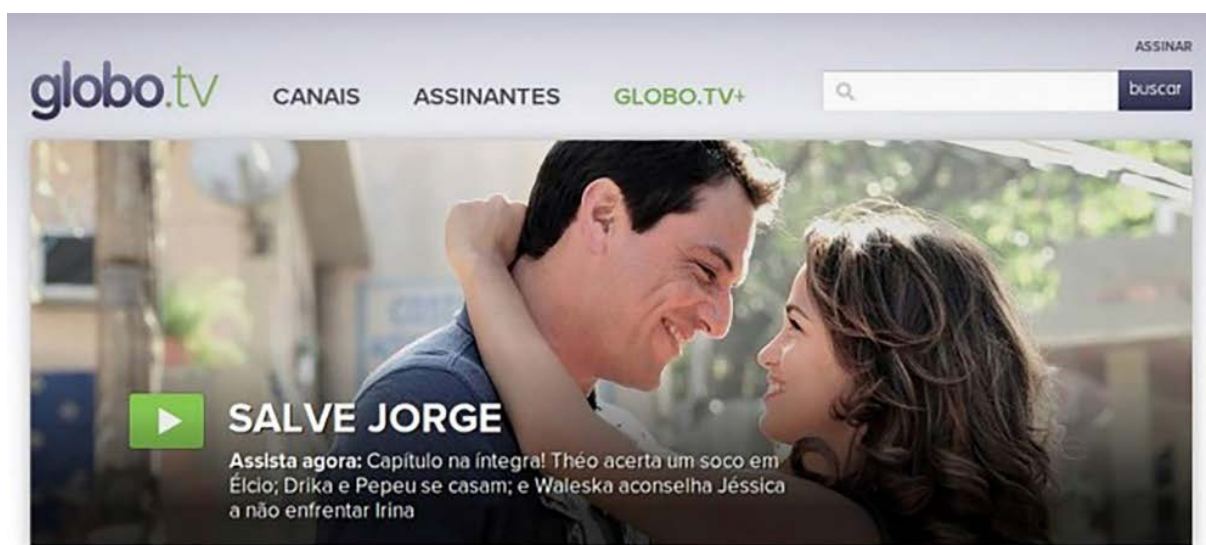 ASSINAR
globo.tv CANAIS ASSINANTES GLOBO.TV+ buscar
SALVE JORGE
Assista agora: Capítulo na íntegra! Théo acerta um soco em
Élcio; Drika e Pepeu se casam; e Waleska aconselha Jéssica
a não enfrentar Irina